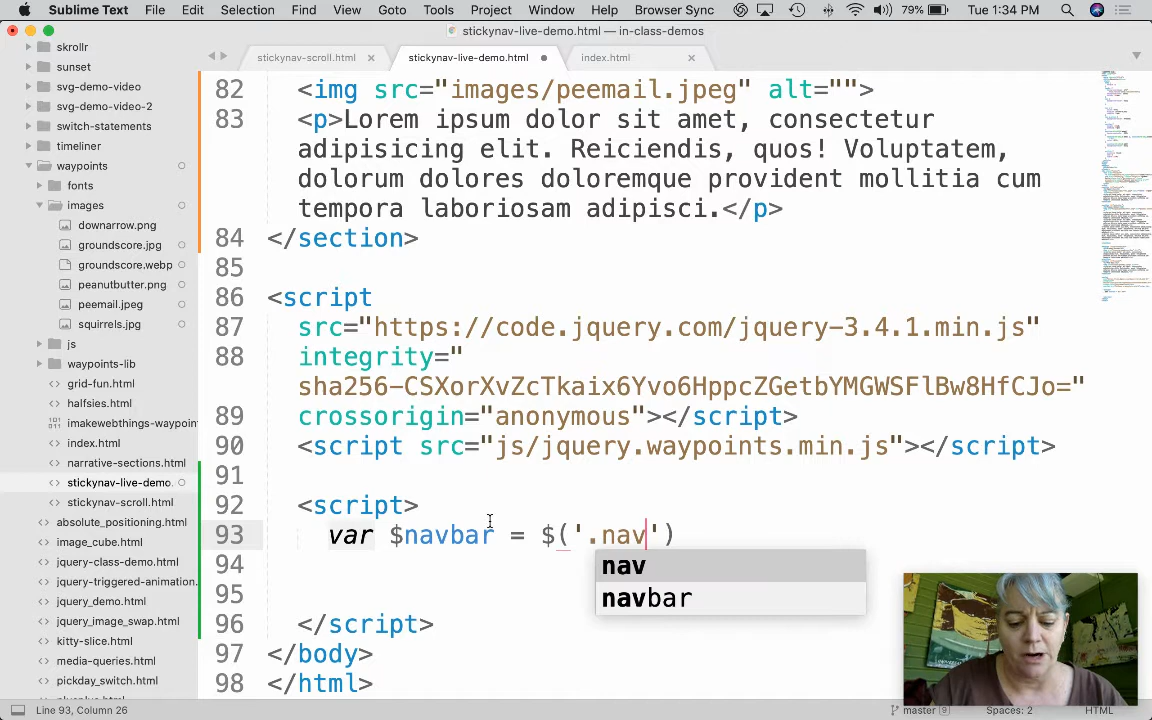 Sublime Text File Edit Selection Find View Goto Tools Project Window Help Browser Sync 79% Tue 1:34 PM
stickynav-live-demo.html — in-class-demos
stickynav-scroll.html
stickynav-live-demo.html
index.html
skrollr
sunset
svg-demo-video
svg-demo-video-2
switch-statements
timeliner
waypoints
fonts
images
downarrow.png
groundscore.jpg
groundscore.webp
peanutbutter.png
peemail.jpeg
squirrels.jpg
js
waypoints-lib
grid-fun.html
halfsies.html
imakewebthings-waypoin
index.html
narrative-sections.html
stickynav-live-demo.
stickynav-scroll.html
absolute_positioning.html
image_cube.html
jquery-class-demo.html
jquery-triggered-animation.
jquery_demo.html
jquery_image_swap.html
kitty-slice.html
media-queries.html
pickday_switch.html
82 <img src="images/peemail.jpeg" alt="">
83 <p>Lorem ipsum dolor sit amet, consectetur
adipisicing elit. Reiciendis, quos! Voluptatem,
dolorum dolores doloremque provident mollitia cum
tempora laboriosam adipisci.</p>
84 </section>
85
86 <script
87 src="https://code.jquery.com/jquery-3.4.1.min.js"
88 integrity="
sha256-CSXorXvZcTkaix6Yvo6HppcZGetbYMGWSFlBw8HfCJo="
89 crossorigin="anonymous"></script>
90 <script src="js/jquery.waypoints.min.js"></script>
91
92 <script>
93 var $navbar = $('.nav')
94 nav
95 navbar
96 </script>
97 </body>
98 </html>
Line 93, Column 26
master 9
Spaces: 2
HTML